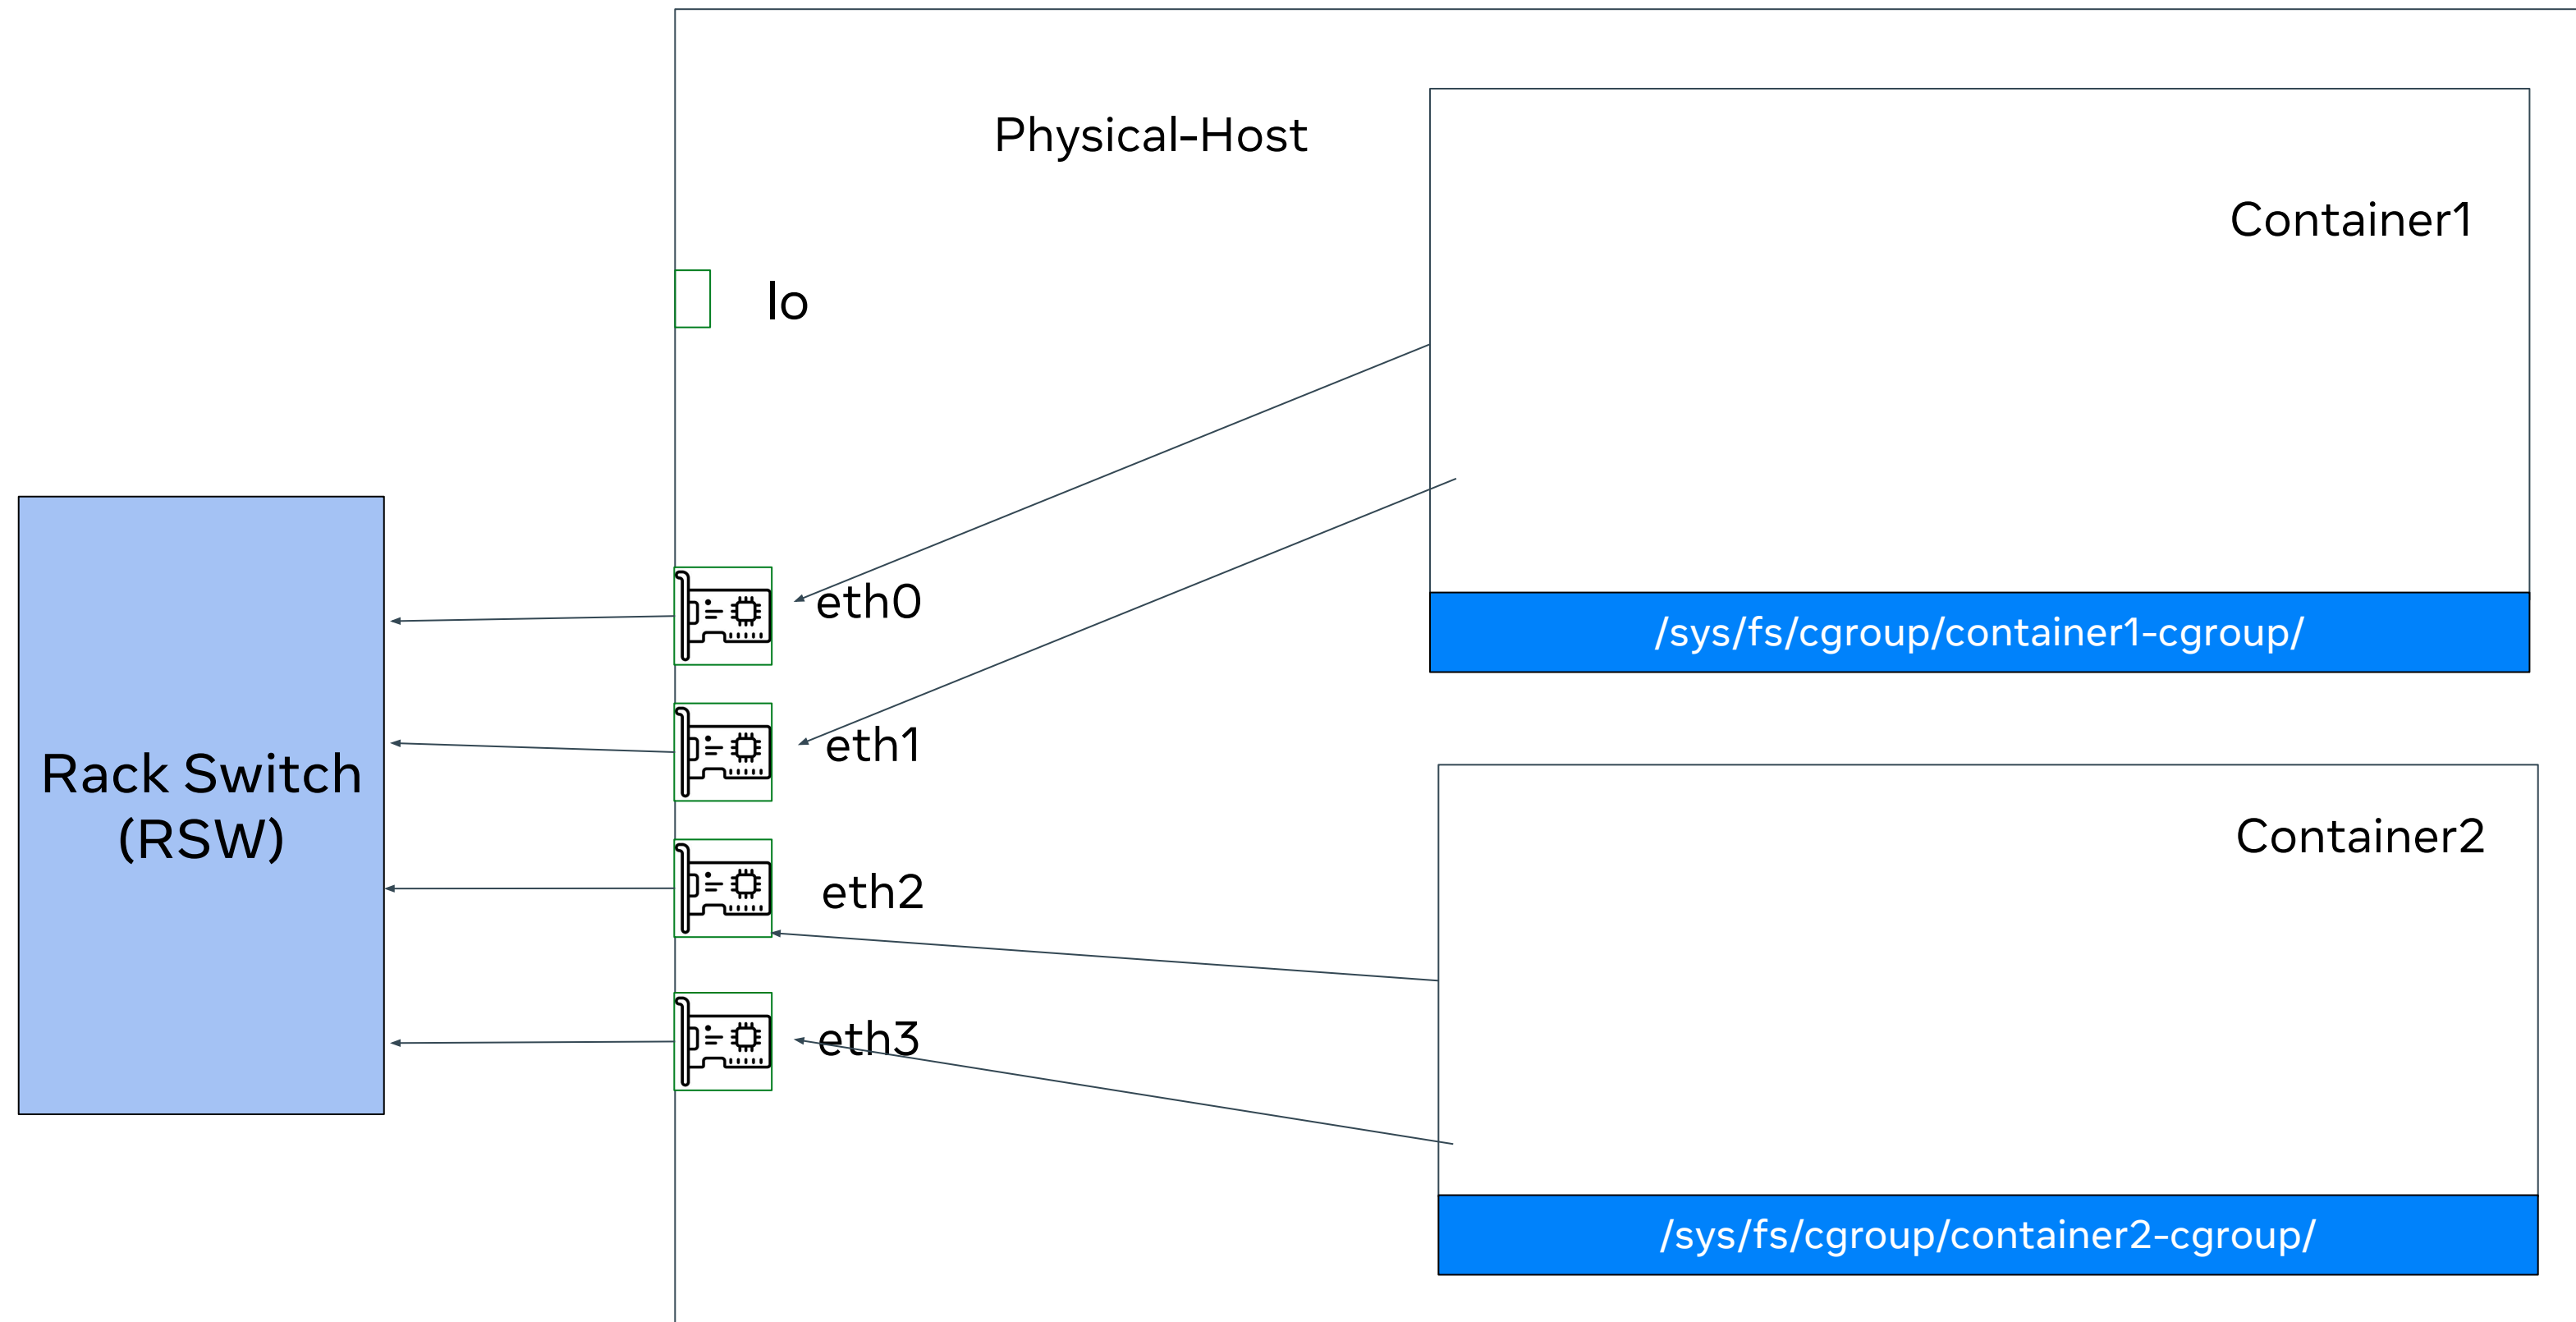 Physical-Host
Container1
lo
eth0
/sys/fs/cgroup/container1-cgroup/
eth1
Rack Switch
(RSW)
Container2
eth2
eth3
/sys/fs/cgroup/container2-cgroup/